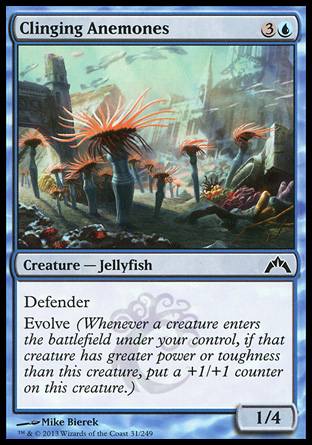 Clinging Anemones 3
Creature — Jellyfish
Defender
Evolve (Whenever a creature enters
the battlefield under your control, if that
creature has greater power or toughness
than this creature, put a +1/+1 counter
on this creature.)
Mike Bierek
™ & © 2013 Wizards of the Coast 31/249
1/4